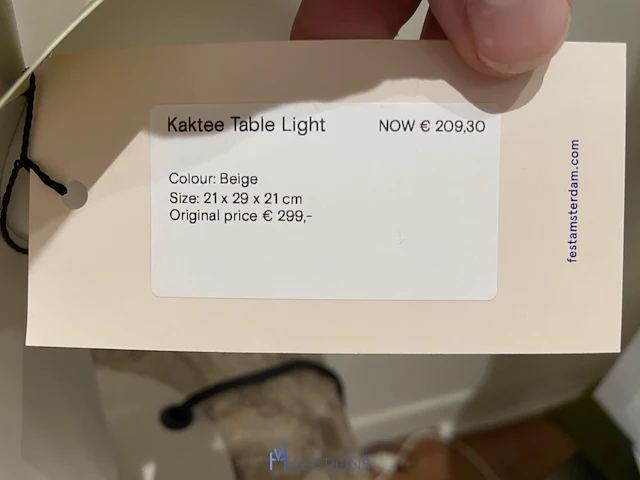 Kaktee Table Light NOW € 209,30
Colour: Beige
Size: 21 x 29 x 21 cm
Original price € 299,-
festamsterdam.com